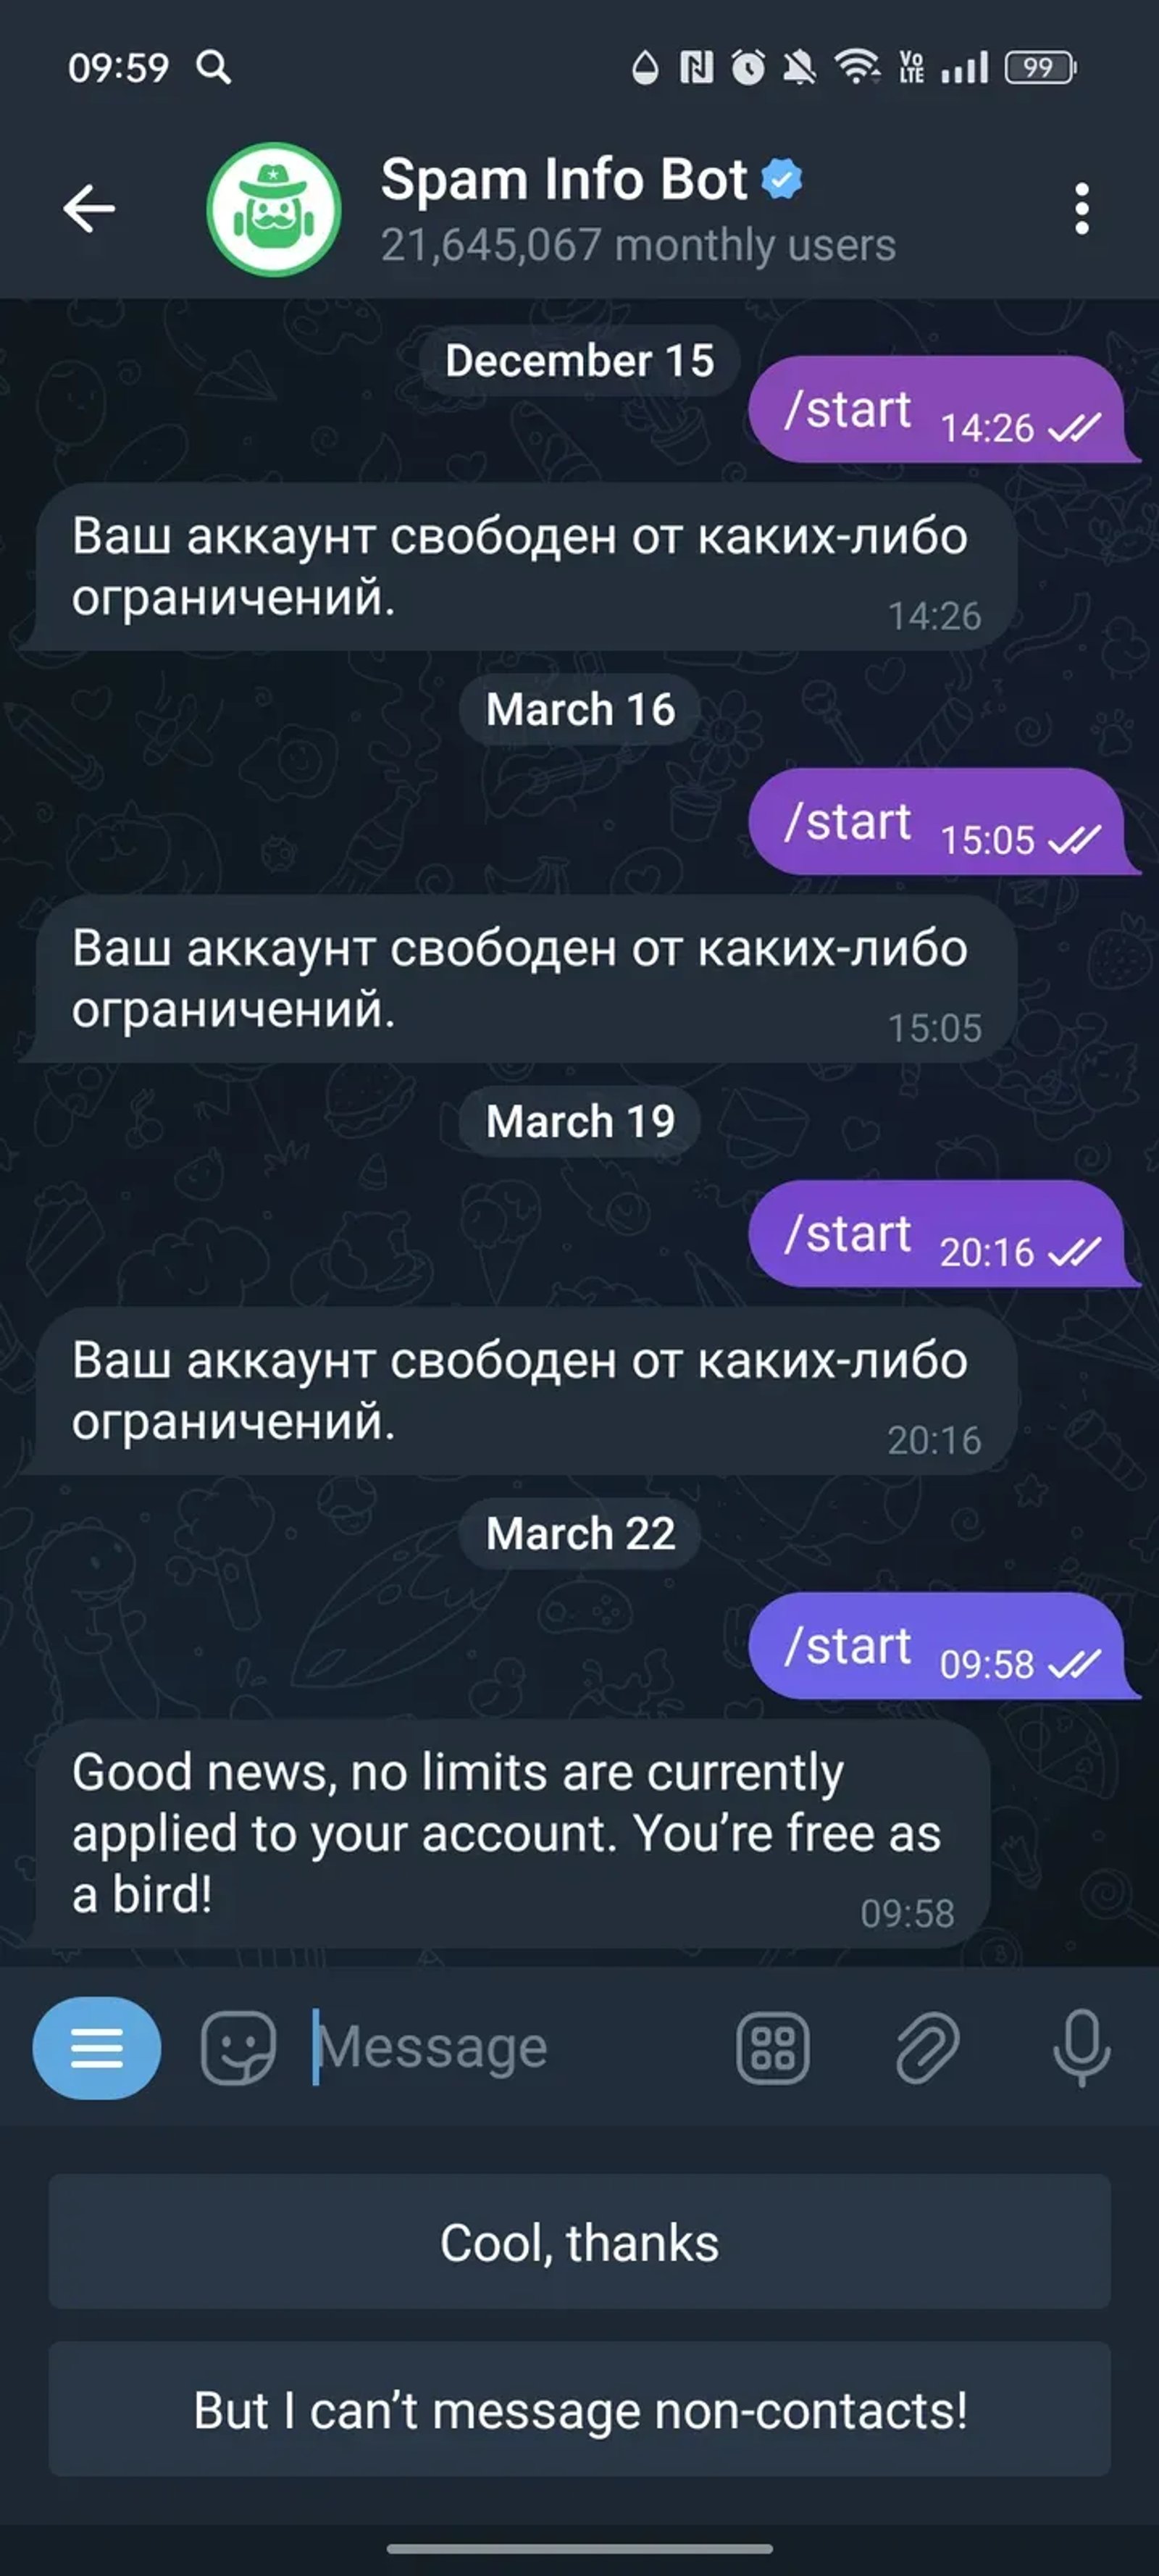 09:59
Vo
LTE
99
Spam Info Bot
21,645,067 monthly users
December 15
/start 14:26
Ваш аккаунт свободен от каких-либо
ограничений.
14:26
March 16
/start 15:05
Ваш аккаунт свободен от каких-либо
ограничений.
15:05
March 19
/start 20:16
Ваш аккаунт свободен от каких-либо
ограничений.
20:16
March 22
/start 09:58
Good news, no limits are currently
applied to your account. You’re free as
a bird!
09:58
Message
Cool, thanks
But I can’t message non-contacts!